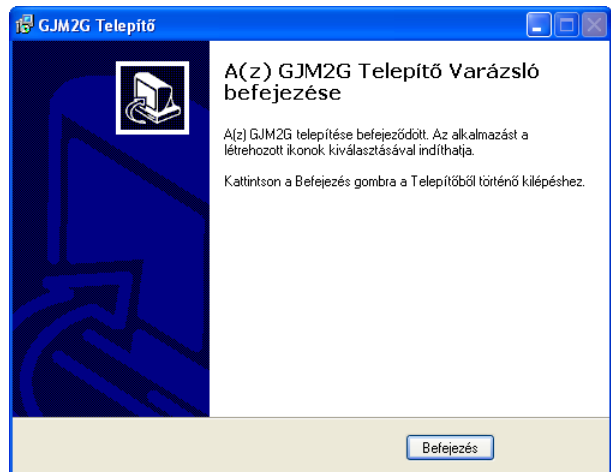 GJM2G Telepítő
A(z) GJM2G Telepítő Varázsló
befejezése
A(z) GJM2G telepítése befejeződött. Az alkalmazást a
létrehozott ikonok kiválasztásával indíthatja.
Kattintson a Befejezés gombra a Telepítőből történő kilépéshez.
Befejezés